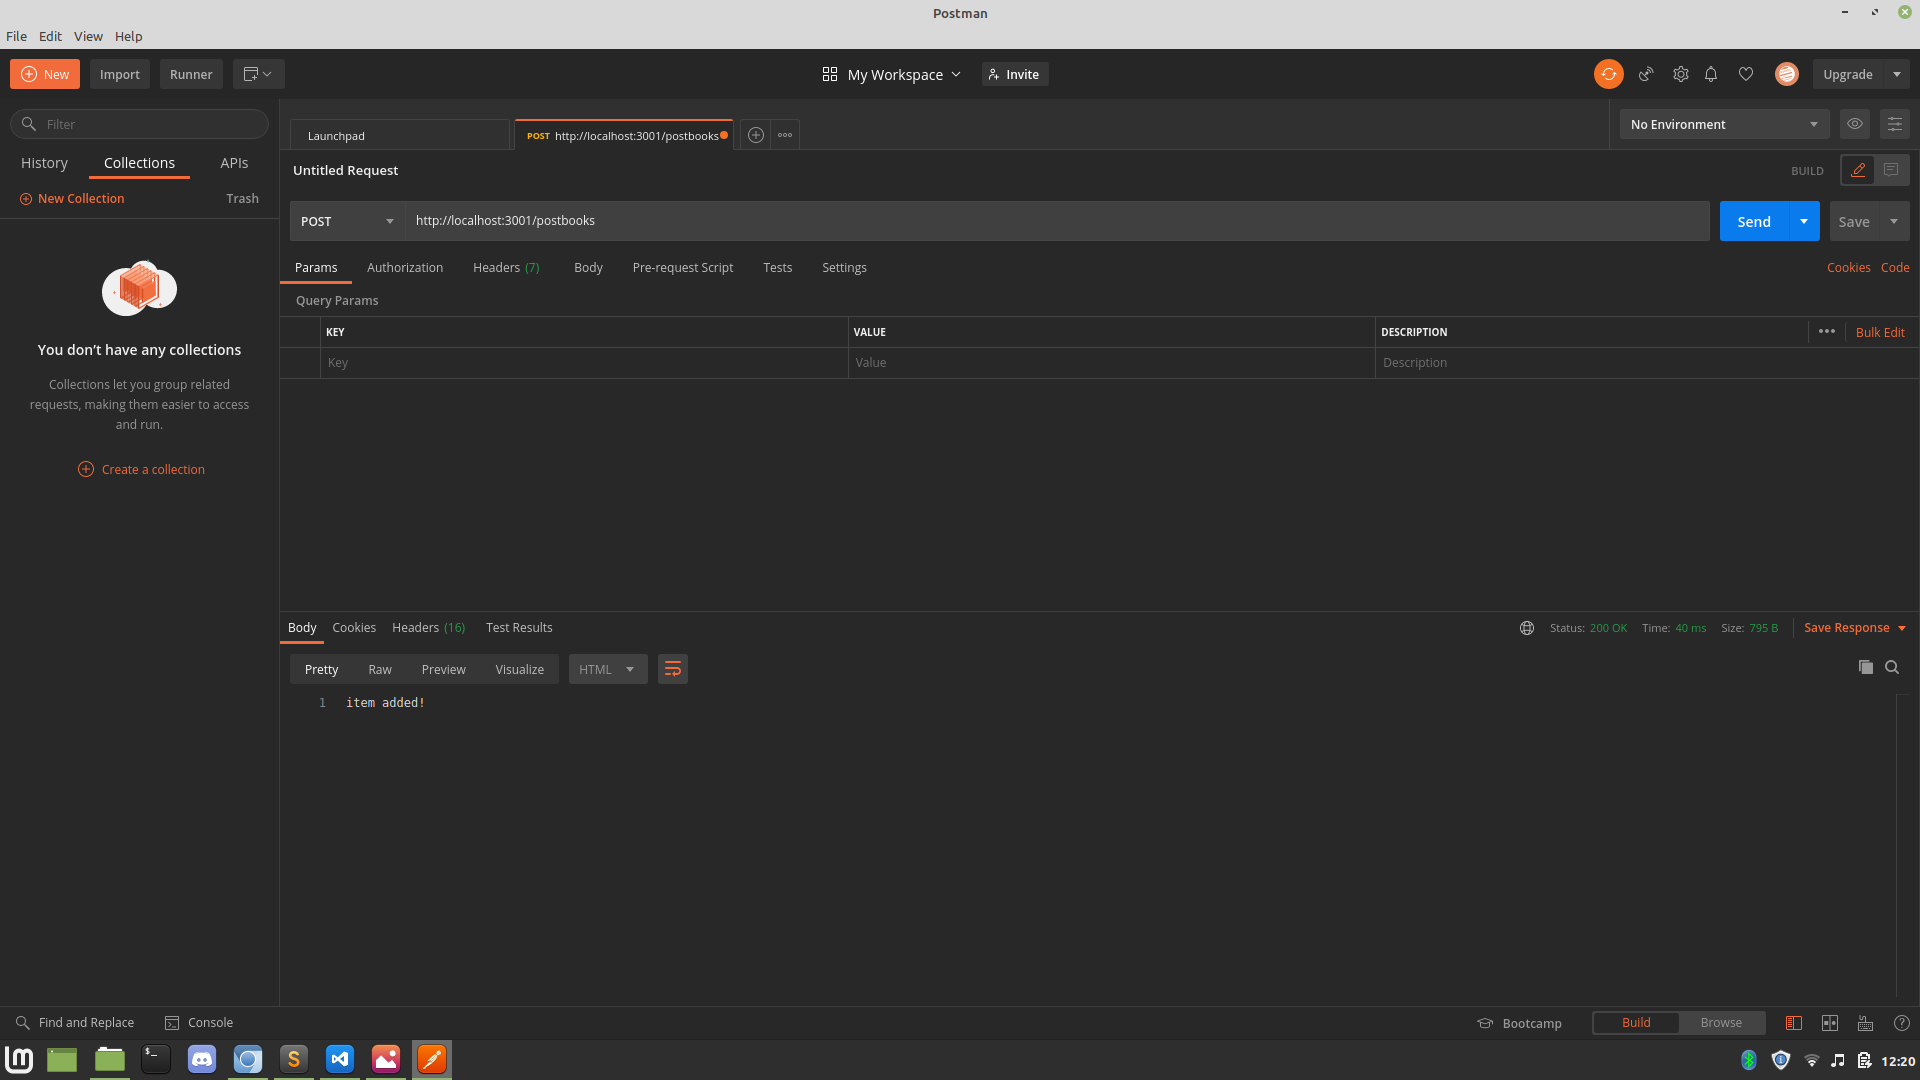 Postman
File Edit View Help
New Import Runner My Workspace Invite Upgrade
Filter
History Collections APIs
New Collection Trash
You don’t have any collections
Collections let you group related
requests, making them easier to access
and run.
Create a collection
Launchpad POST http://localhost:3001/postbooks No Environment
Untitled Request BUILD
POST http://localhost:3001/postbooks Send Save
Params Authorization Headers (7) Body Pre-request Script Tests Settings Cookies Code
Query Params
KEY VALUE DESCRIPTION Bulk Edit
Key Value Description
Body Cookies Headers (16) Test Results Status: 200 OK Time: 40 ms Size: 795 B Save Response
Pretty Raw Preview Visualize HTML
1 item added!
Find and Replace Console Bootcamp Build Browse
12:20